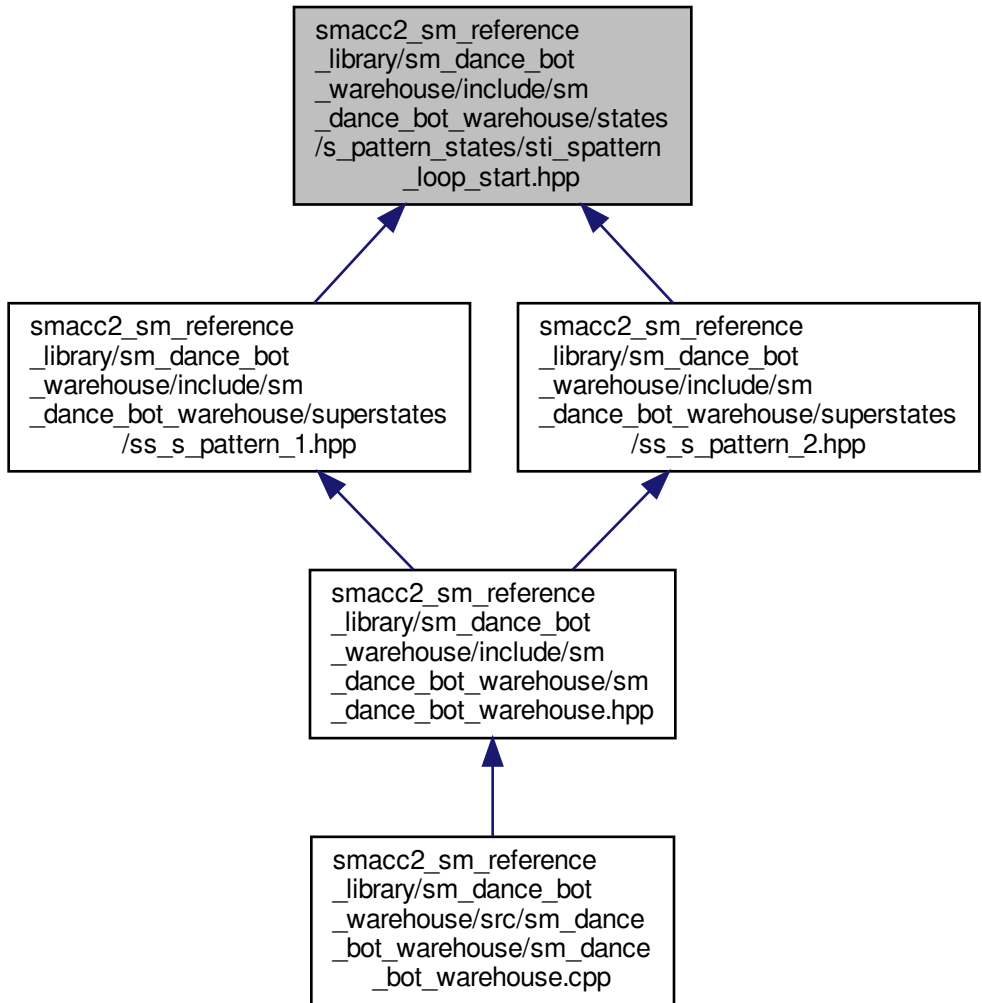 smacc2_sm_reference
_library/sm_dance_bot
_warehouse/include/sm
_dance_bot_warehouse/states
/s_pattern_states/sti_spattern
_loop_start.hpp
smacc2_sm_reference
_library/sm_dance_bot
_warehouse/include/sm
_dance_bot_warehouse/superstates
/ss_s_pattern_1.hpp
smacc2_sm_reference
_library/sm_dance_bot
_warehouse/include/sm
_dance_bot_warehouse/superstates
/ss_s_pattern_2.hpp
smacc2_sm_reference
_library/sm_dance_bot
_warehouse/include/sm
_dance_bot_warehouse/sm
_dance_bot_warehouse.hpp
smacc2_sm_reference
_library/sm_dance_bot
_warehouse/src/sm_dance
_bot_warehouse/sm_dance
_bot_warehouse.cpp